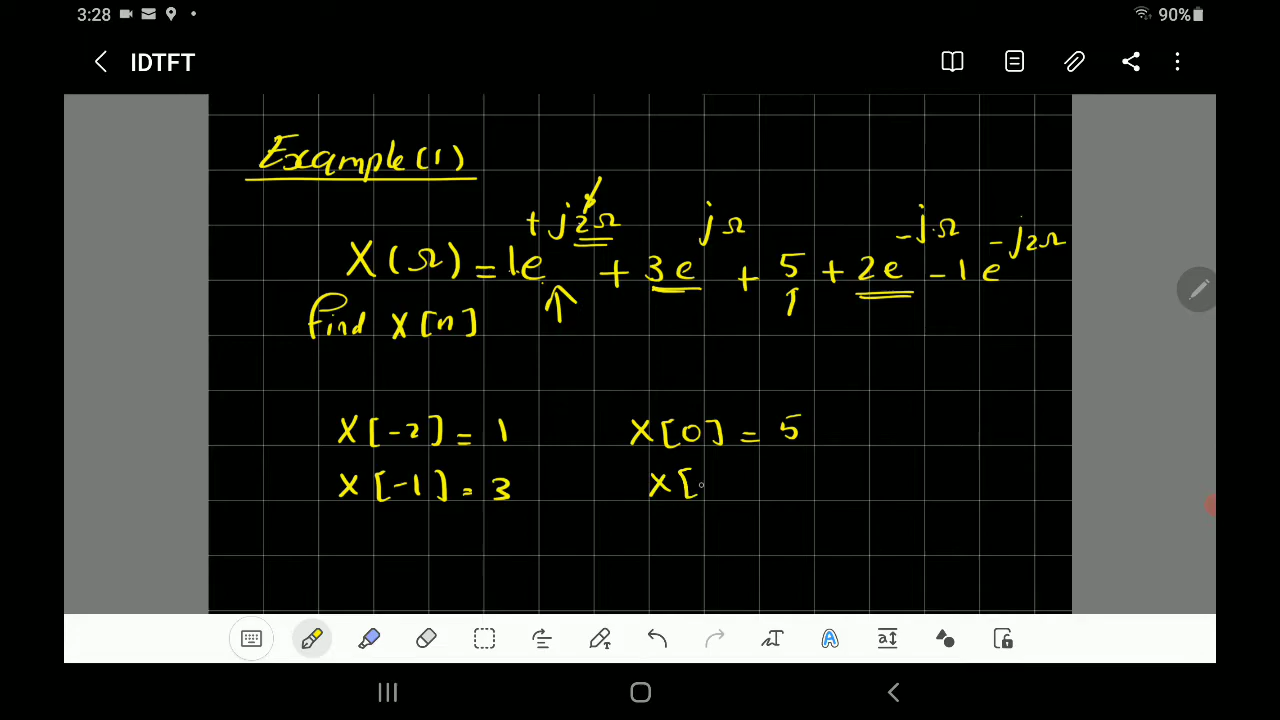 3:28 90%
IDTFT
Example (1)
X(Ω) = 1e^{+j2Ω} + 3e^{jΩ} + 5 + 2e^{-jΩ} - 1e^{-j2Ω}
find X[n]
X[-2] = 1 X[0] = 5
X[-1] = 3 X[